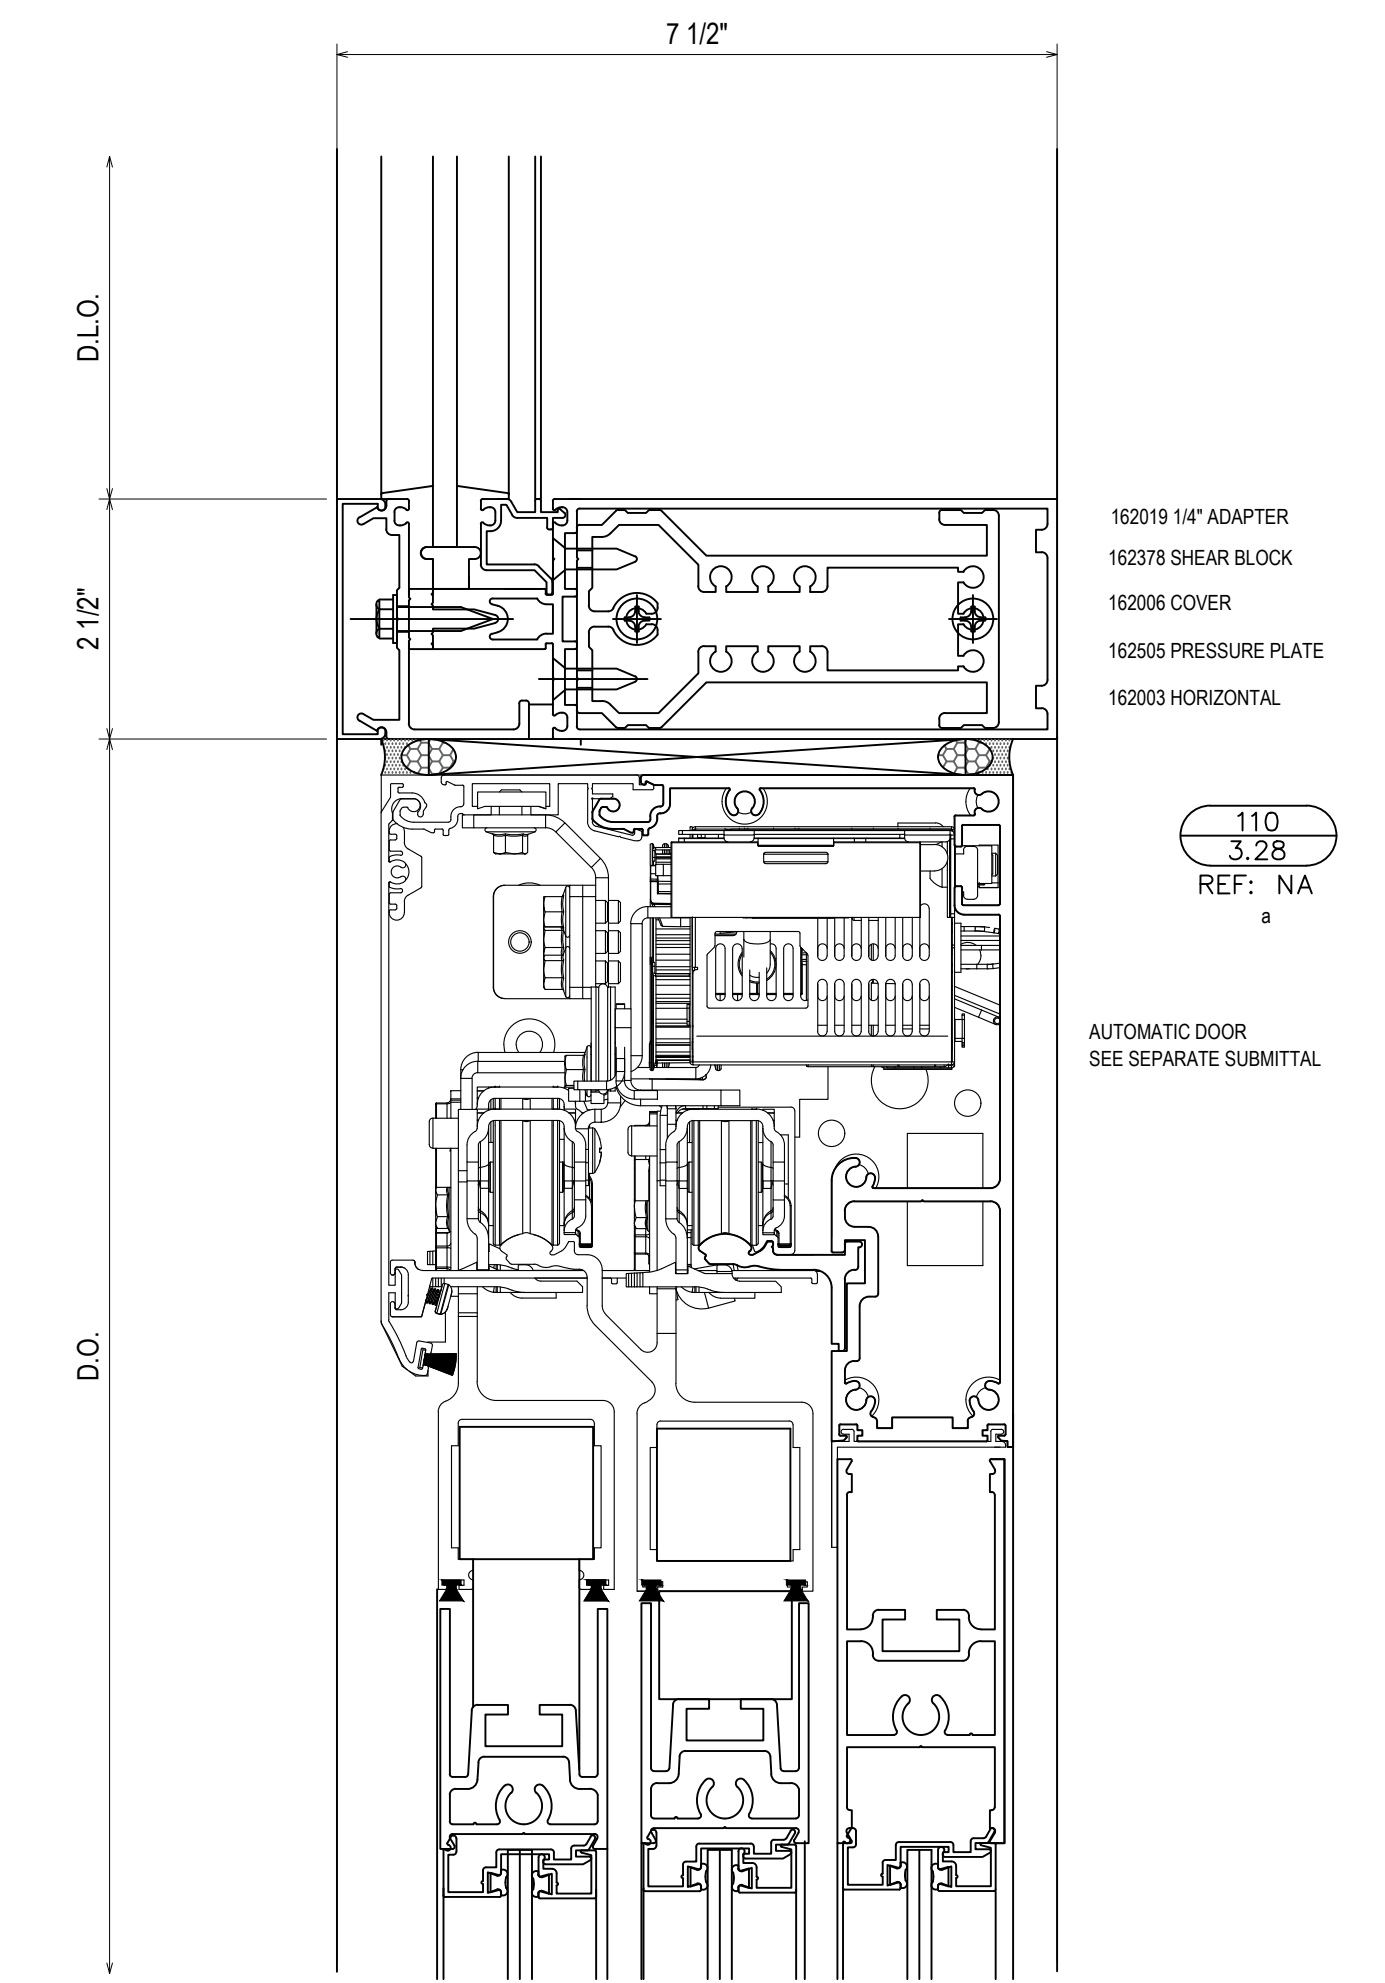 7 1/2"
D.L.O.
2 1/2"
162019 1/4" ADAPTER
162378 SHEAR BLOCK
162006 COVER
162505 PRESSURE PLATE
162003 HORIZONTAL
110
3.28
REF: NA
a
AUTOMATIC DOOR
SEE SEPARATE SUBMITTAL
D.O.